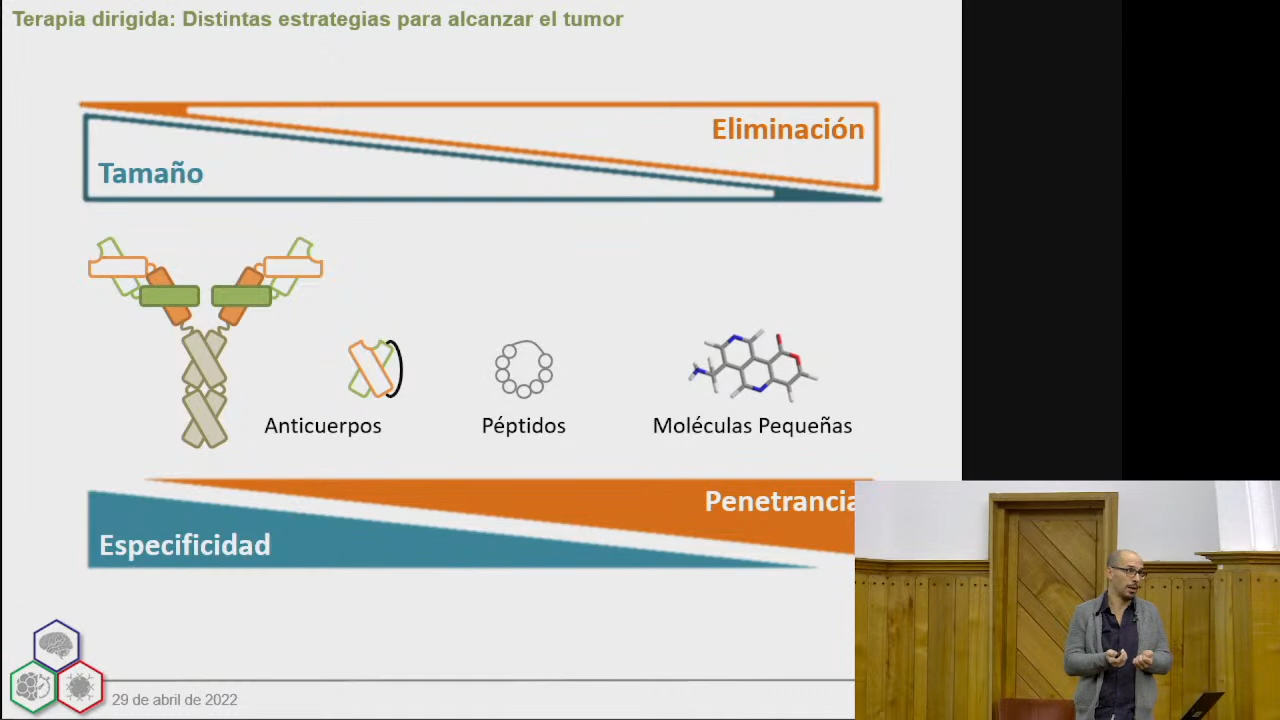 Terapia dirigida: Distintas estrategias para alcanzar el tumor
Eliminación
Tamaño
Anticuerpos
Péptidos
Moléculas Pequeñas
Penetrancia
Especificidad
29 de abril de 2022